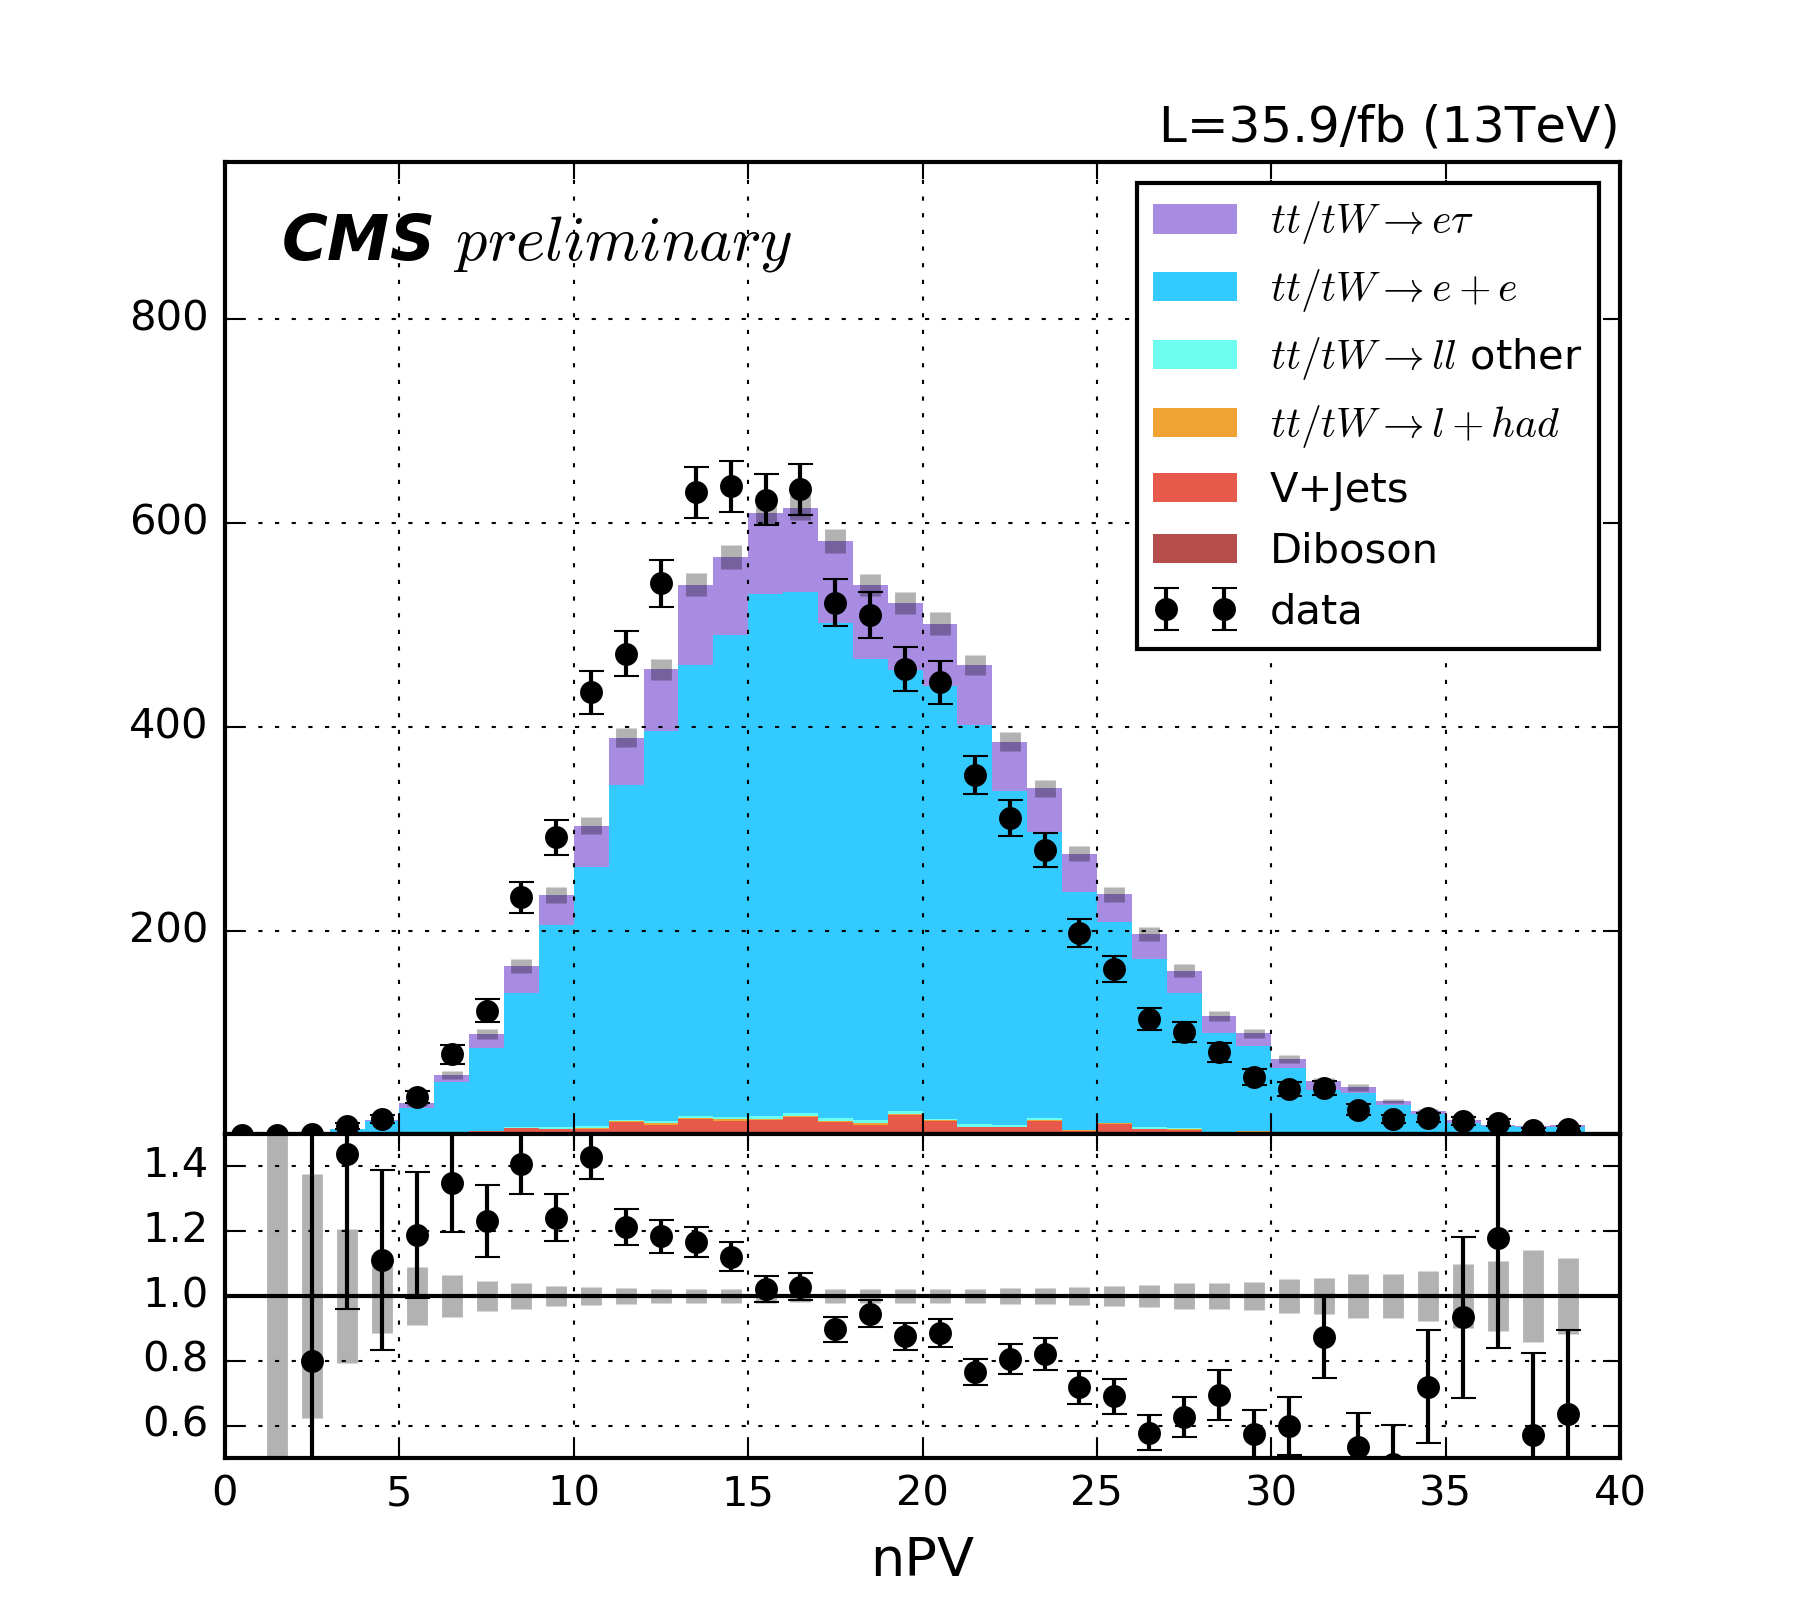 L=35.9/fb (13TeV)
CMS preliminary
tt/tW→eτ
tt/tW→e+e
tt/tW→ll other
tt/tW→l+had
V+Jets
Diboson
data
800
600
400
200
1.4
1.2
1.0
0.8
0.6
0 5 10 15 20 25 30 35 40
nPV